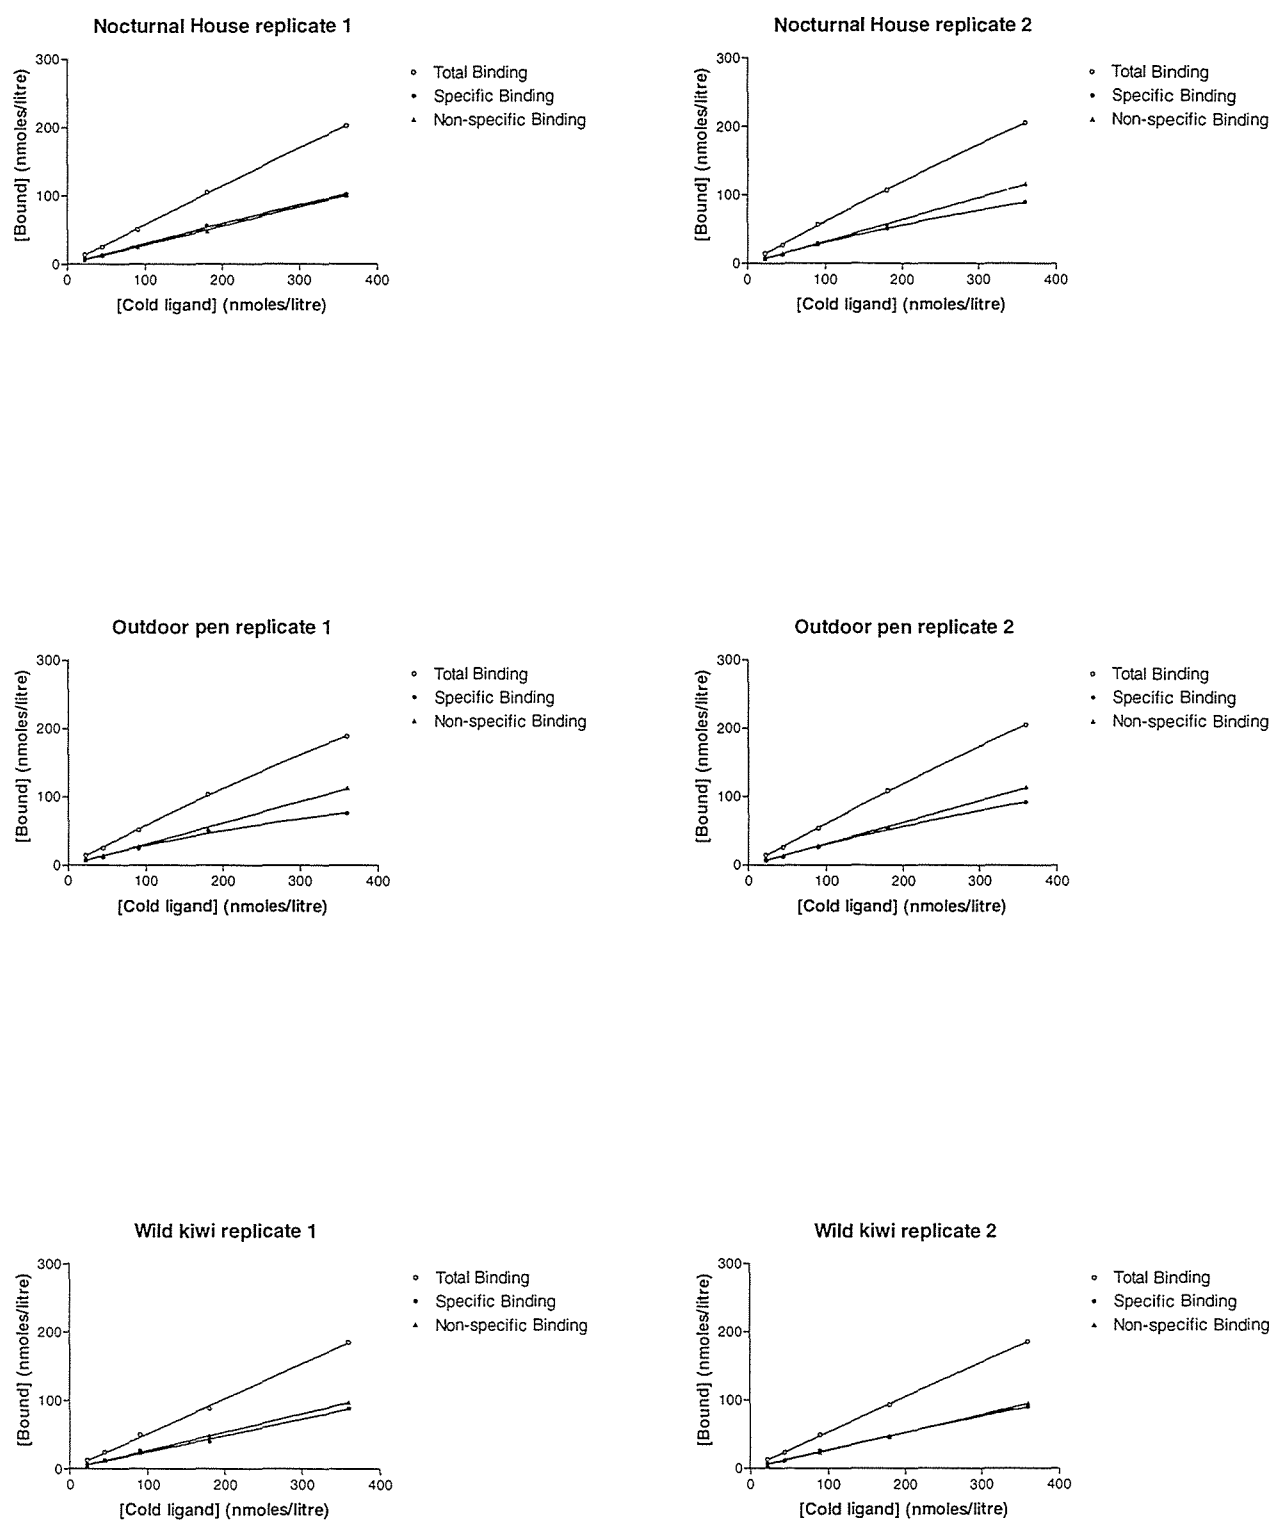 Nocturnal House replicate 1
[Bound] (nmoles/litre)
300
200
100
0
0 100 200 300 400
[Cold ligand] (nmoles/litre)
Total Binding
Specific Binding
Non-specific Binding
Nocturnal House replicate 2
[Bound] (nmoles/litre)
300
200
100
0
0 100 200 300 400
[Cold ligand] (nmoles/litre)
Total Binding
Specific Binding
Non-specific Binding
Outdoor pen replicate 1
[Bound] (nmoles/litre)
300
200
100
0
0 100 200 300 400
[Cold ligand] (nmoles/litre)
Total Binding
Specific Binding
Non-specific Binding
Outdoor pen replicate 2
[Bound] (nmoles/litre)
300
200
100
0
0 100 200 300 400
[Cold ligand] (nmoles/litre)
Total Binding
Specific Binding
Non-specific Binding
Wild kiwi replicate 1
[Bound] (nmoles/litre)
300
200
100
0
0 100 200 300 400
[Cold ligand] (nmoles/litre)
Total Binding
Specific Binding
Non-specific Binding
Wild kiwi replicate 2
[Bound] (nmoles/litre)
300
200
100
0
0 100 200 300 400
[Cold ligand] (nmoles/litre)
Total Binding
Specific Binding
Non-specific Binding